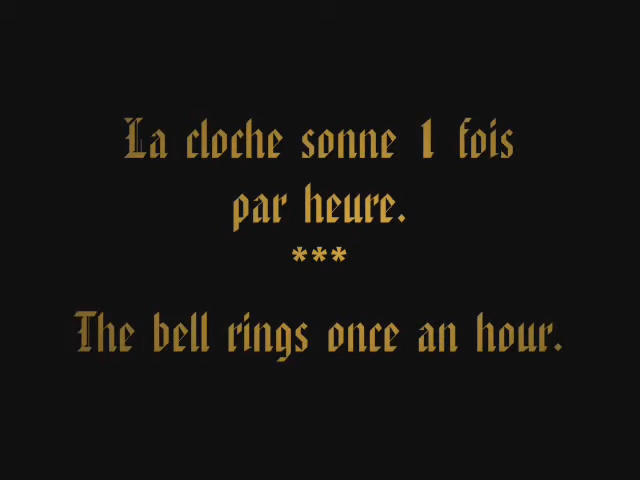 La cloche sonne 1 fois
par heure.
***
The bell rings once an hour.